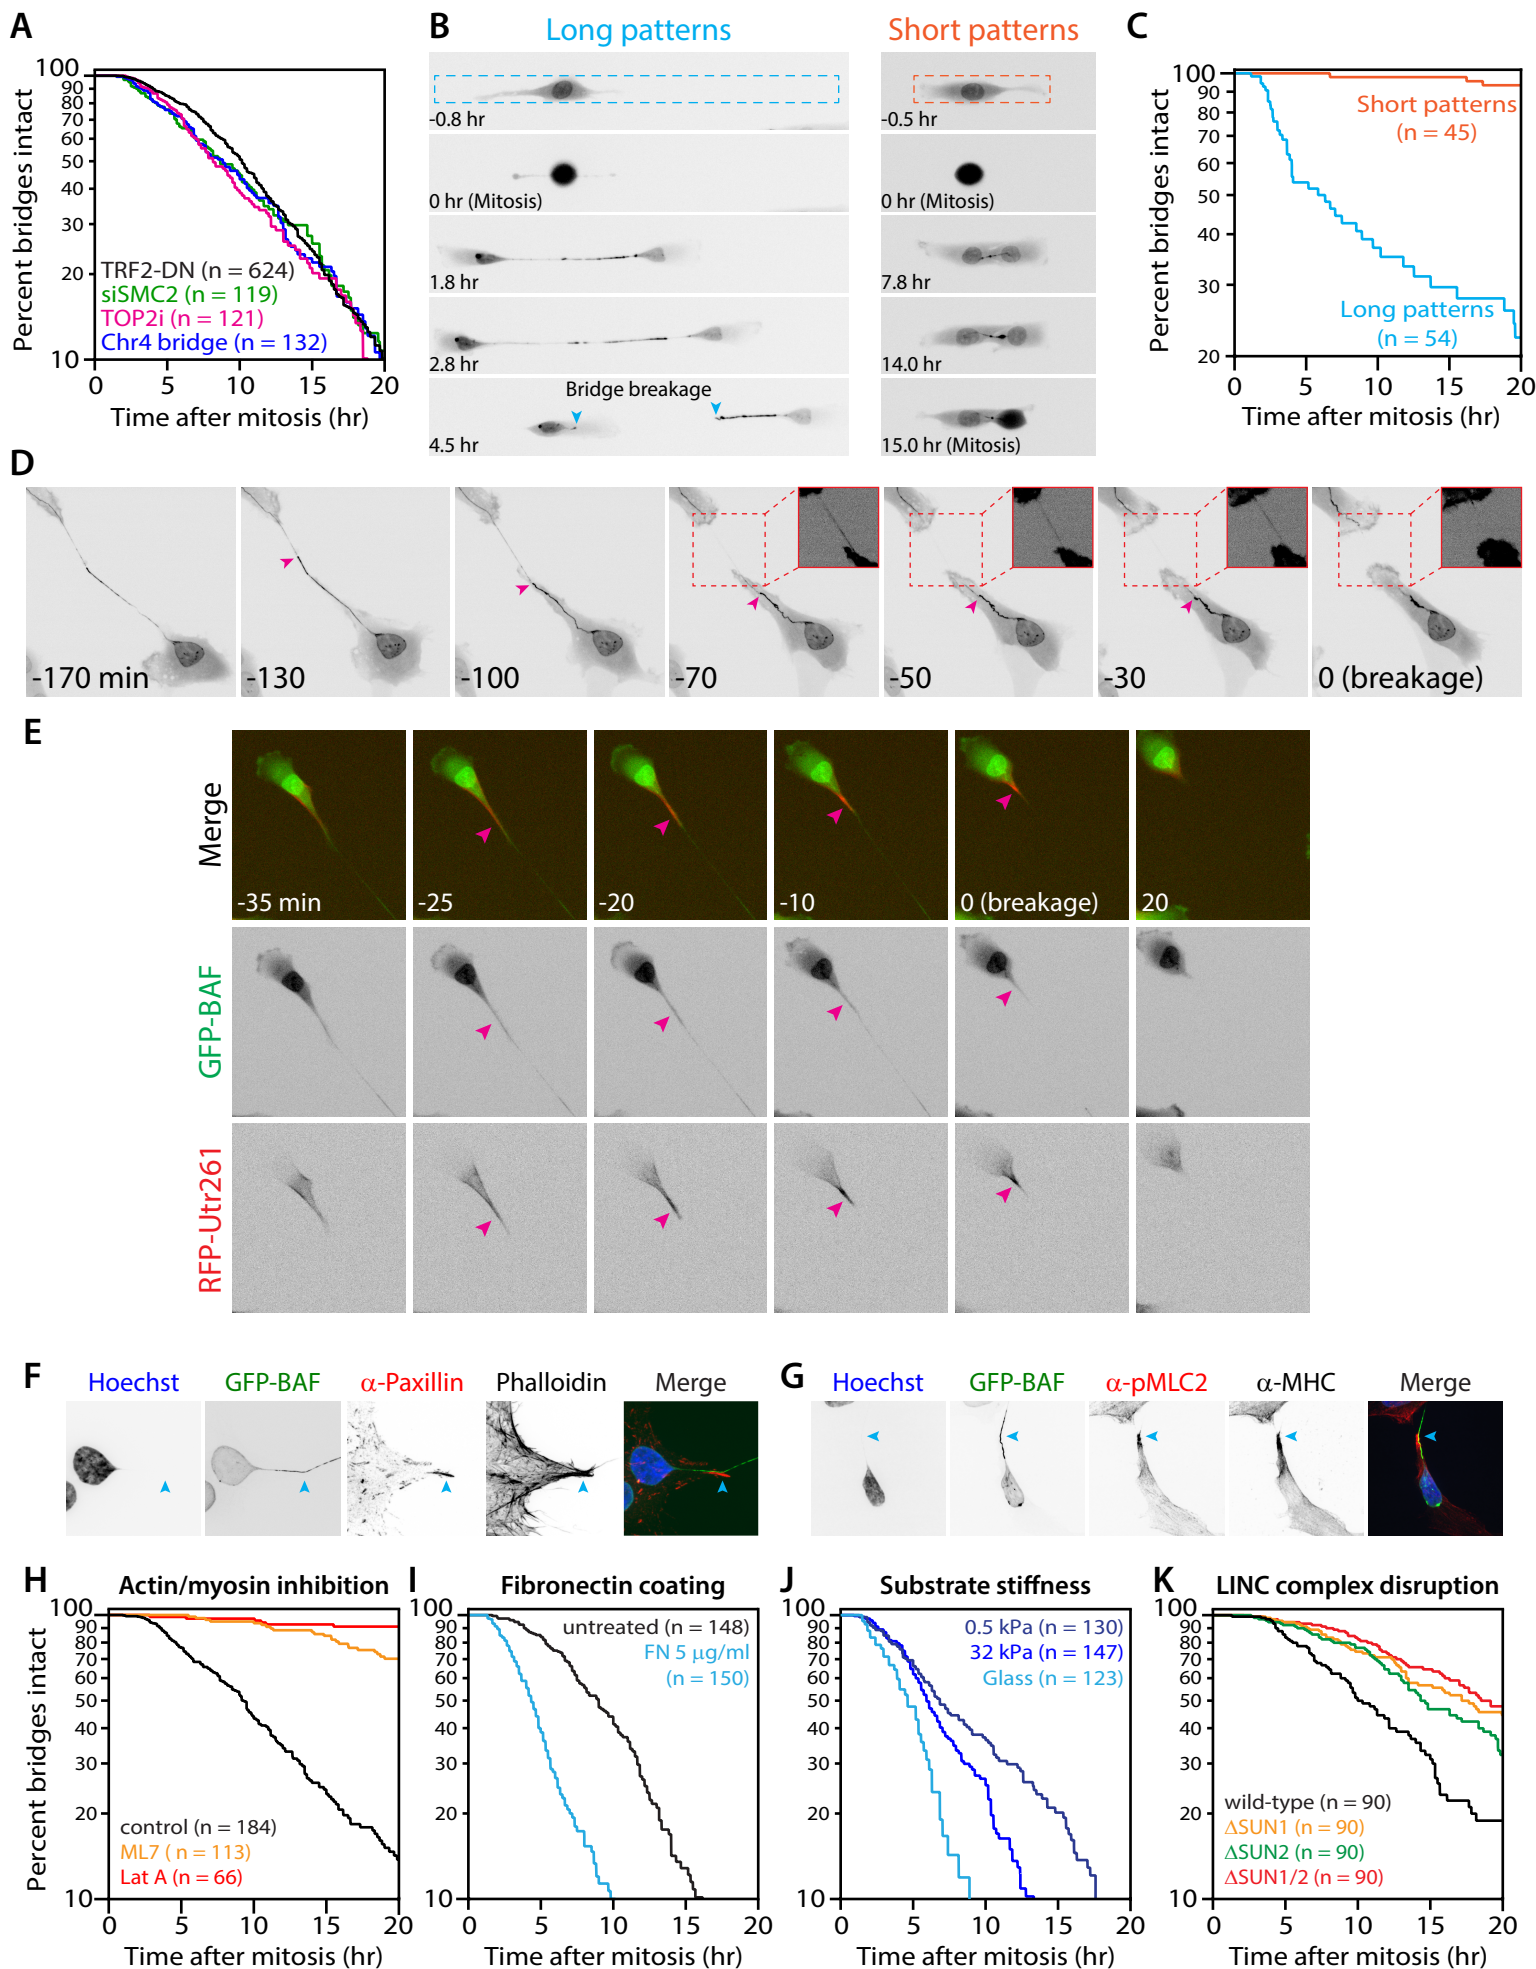 A
100
90
80
70
60
50
40
30
20
10
Percent bridges intact
TRF2-DN (n = 624)
siSMC2 (n = 119)
TOP2i (n = 121)
Chr4 bridge (n = 132)
0 5 10 15 20
Time after mitosis (hr)
B
Long patterns
-0.8 hr
0 hr (Mitosis)
1.8 hr
2.8 hr
Bridge breakage
4.5 hr
Short patterns
-0.5 hr
0 hr (Mitosis)
7.8 hr
14.0 hr
15.0 hr (Mitosis)
C
100
90
80
70
60
50
40
30
20
Percent bridges intact
Short patterns
(n = 45)
Long patterns
(n = 54)
0 5 10 15 20
Time after mitosis (hr)
D
-170 min
-130
-100
-70
-50
-30
0 (breakage)
E
Merge
-35 min
-25
-20
-10
0 (breakage)
20
GFP-BAF
RFP-Utr261
F
Hoechst
GFP-BAF
α-Paxillin
Phalloidin
Merge
G
Hoechst
GFP-BAF
α-pMLC2
α-MHC
Merge
H
Actin/myosin inhibition
100
90
80
70
60
50
40
30
20
10
Percent bridges intact
control (n = 184)
ML7 ( n = 113)
Lat A (n = 66)
0 5 10 15 20
Time after mitosis (hr)
I
Fibronectin coating
100
90
80
70
60
50
40
30
20
10
untreated (n = 148)
FN 5 μg/ml
(n = 150)
0 5 10 15 20
Time after mitosis (hr)
J
Substrate stiffness
100
90
80
70
60
50
40
30
20
10
0.5 kPa (n = 130)
32 kPa (n = 147)
Glass (n = 123)
0 5 10 15 20
Time after mitosis (hr)
K
LINC complex disruption
100
90
80
70
60
50
40
30
20
10
wild-type (n = 90)
ΔSUN1 (n = 90)
ΔSUN2 (n = 90)
ΔSUN1/2 (n = 90)
0 5 10 15 20
Time after mitosis (hr)